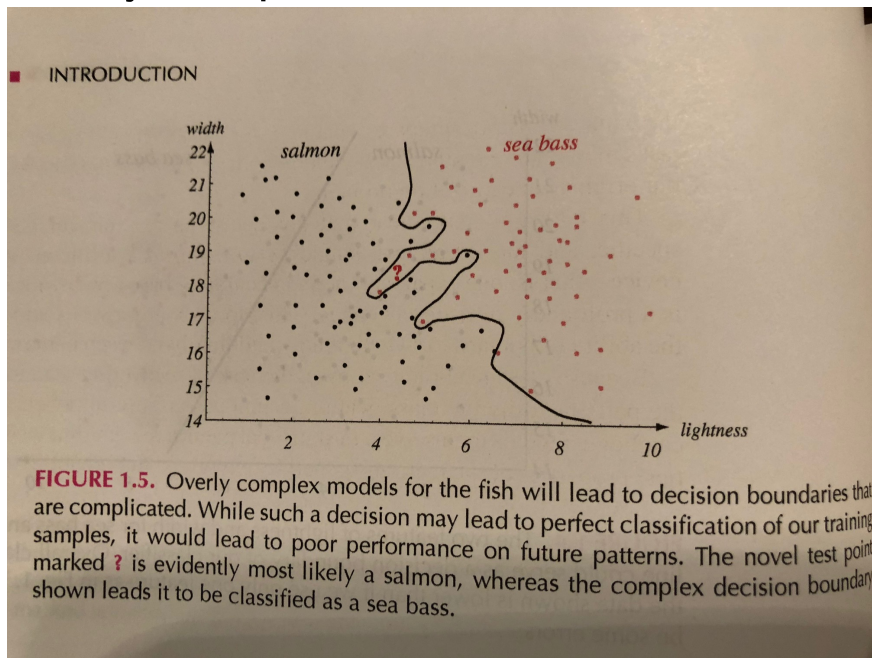 INTRODUCTION
width
22
salmon
sea bass
21
20
19
?
18
17
16
15
14
2
4
6
8
10
lightness
FIGURE 1.5. Overly complex models for the fish will lead to decision boundaries that
are complicated. While such a decision may lead to perfect classification of our training
samples, it would lead to poor performance on future patterns. The novel test point
marked ? is evidently most likely a salmon, whereas the complex decision boundary
shown leads it to be classified as a sea bass.